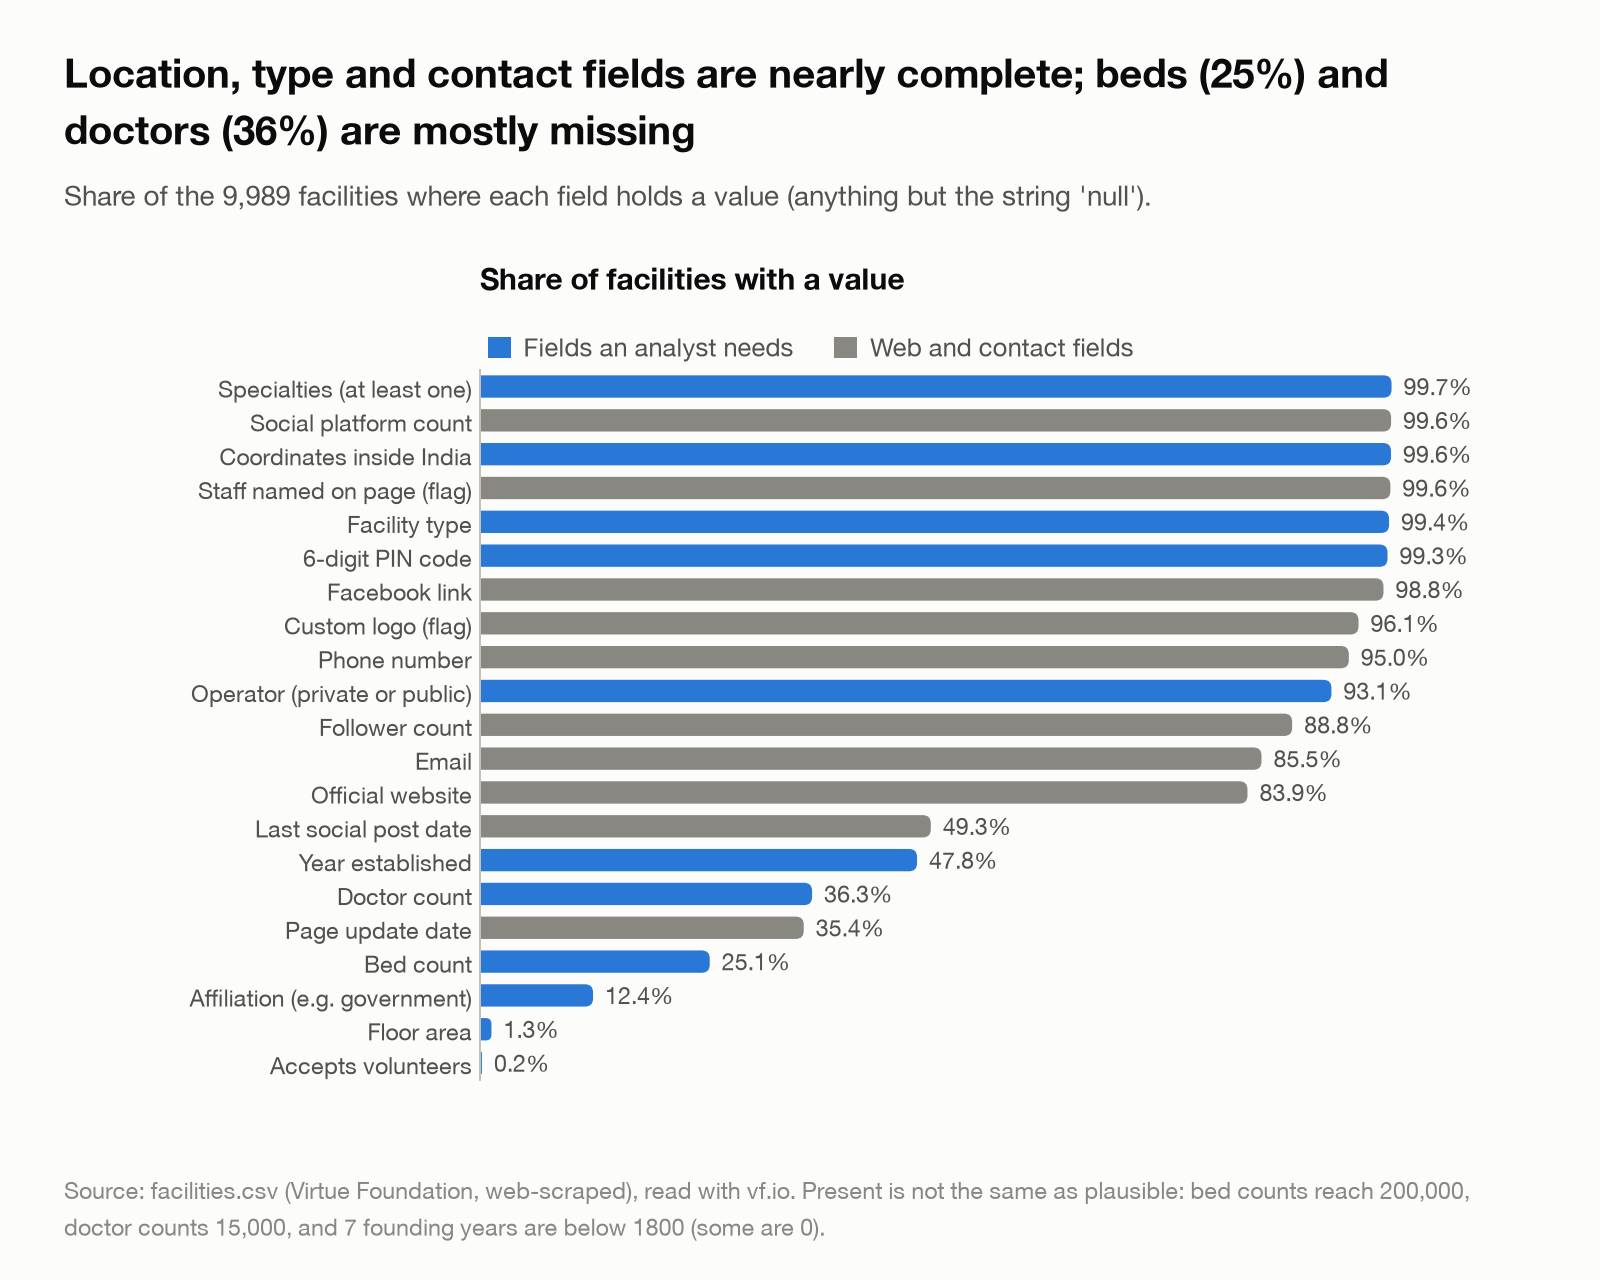 Location, type and contact fields are nearly complete; beds (25%) and
doctors (36%) are mostly missing
Share of the 9,989 facilities where each field holds a value (anything but the string 'null').
Share of facilities with a value
Fields an analyst needs Web and contact fields
Specialties (at least one) 99.7%
Social platform count 99.6%
Coordinates inside India 99.6%
Staff named on page (flag) 99.6%
Facility type 99.4%
6-digit PIN code 99.3%
Facebook link 98.8%
Custom logo (flag) 96.1%
Phone number 95.0%
Operator (private or public) 93.1%
Follower count 88.8%
Email 85.5%
Official website 83.9%
Last social post date 49.3%
Year established 47.8%
Doctor count 36.3%
Page update date 35.4%
Bed count 25.1%
Affiliation (e.g. government) 12.4%
Floor area 1.3%
Accepts volunteers 0.2%
Source: facilities.csv (Virtue Foundation, web-scraped), read with vf.io. Present is not the same as plausible: bed counts reach 200,000,
doctor counts 15,000, and 7 founding years are below 1800 (some are 0).